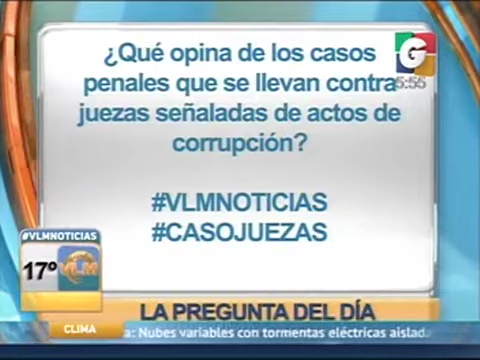 ¿Qué opina de los casos
penales que se llevan contra
juezas señaladas de actos de
corrupción?
#VLMNOTICIAS
#CASOJUEZAS
G
5:55
#VLMNOTICIAS
17º
VLM
LA PREGUNTA DEL DÍA
CLIMA
a: Nubes variables con tormentas eléctricas aislad